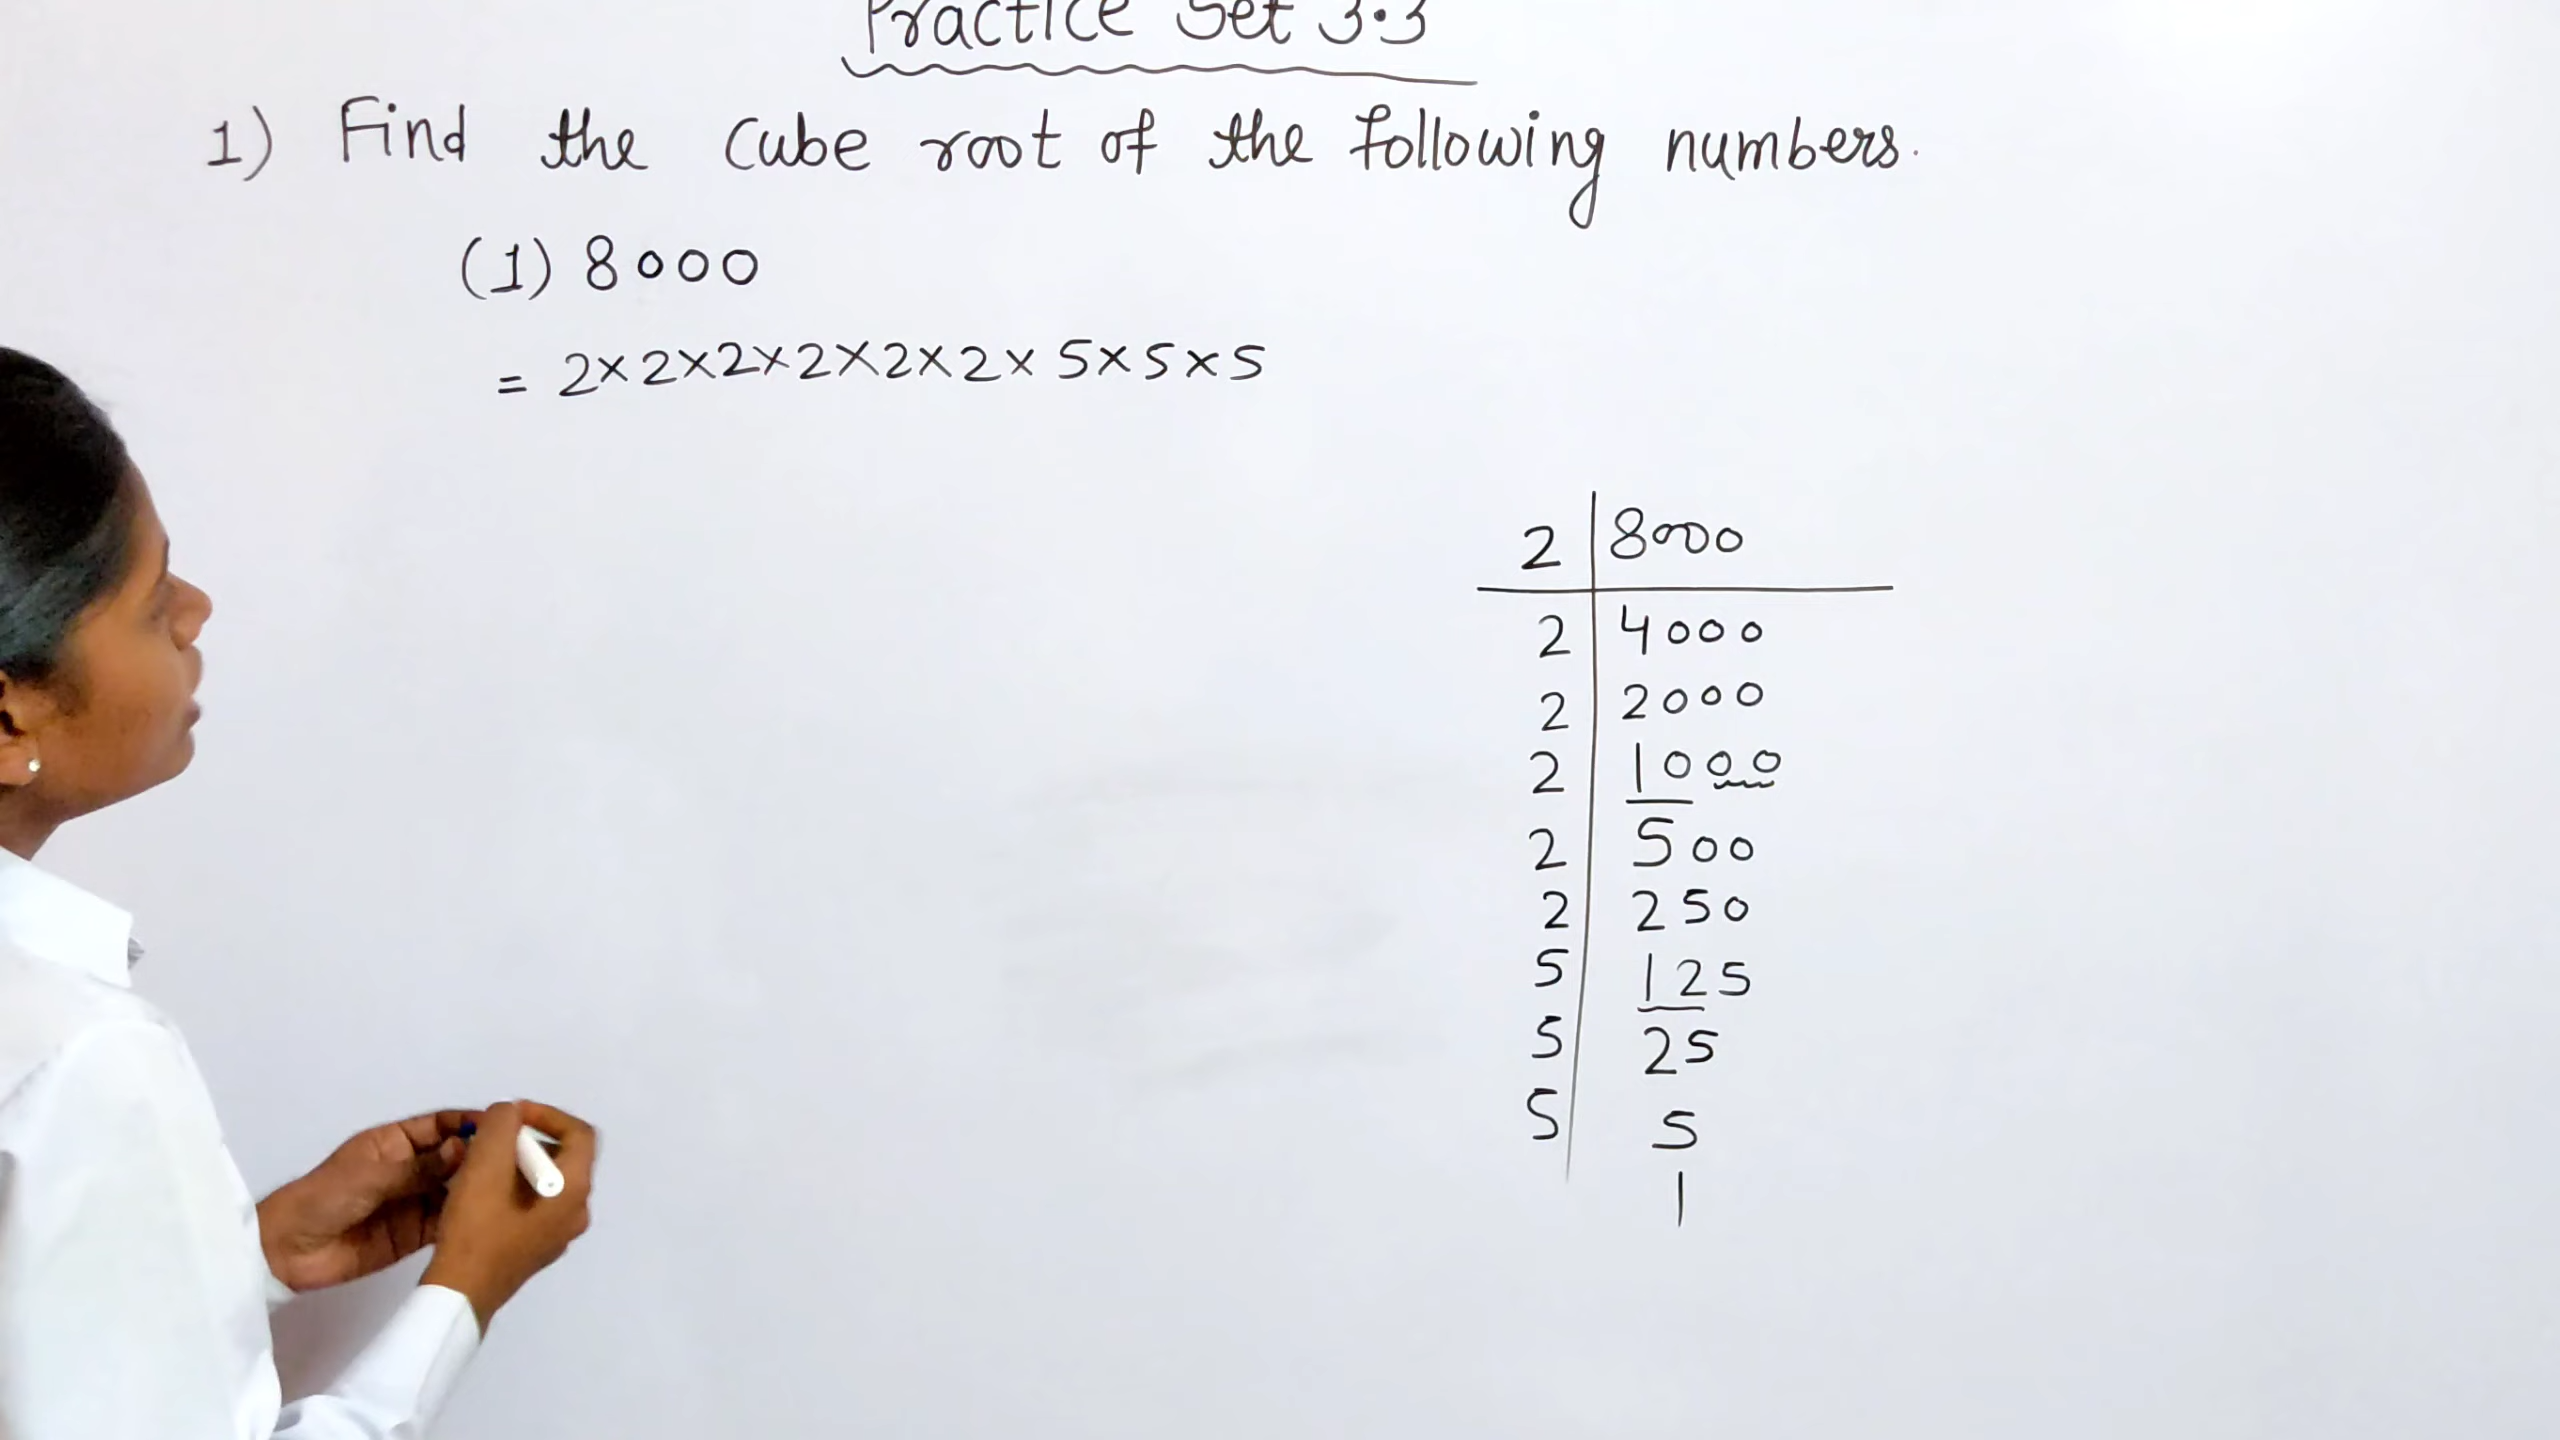 Practice Set 3.3
1) Find the cube root of the following numbers.
(1) 8000
= 2×2×2×2×2×2×5×5×5
2 | 8000
2 | 4000
2 | 2000
2 | 1000
2 | 500
2 | 250
5 | 125
5 | 25
5 | 5
1